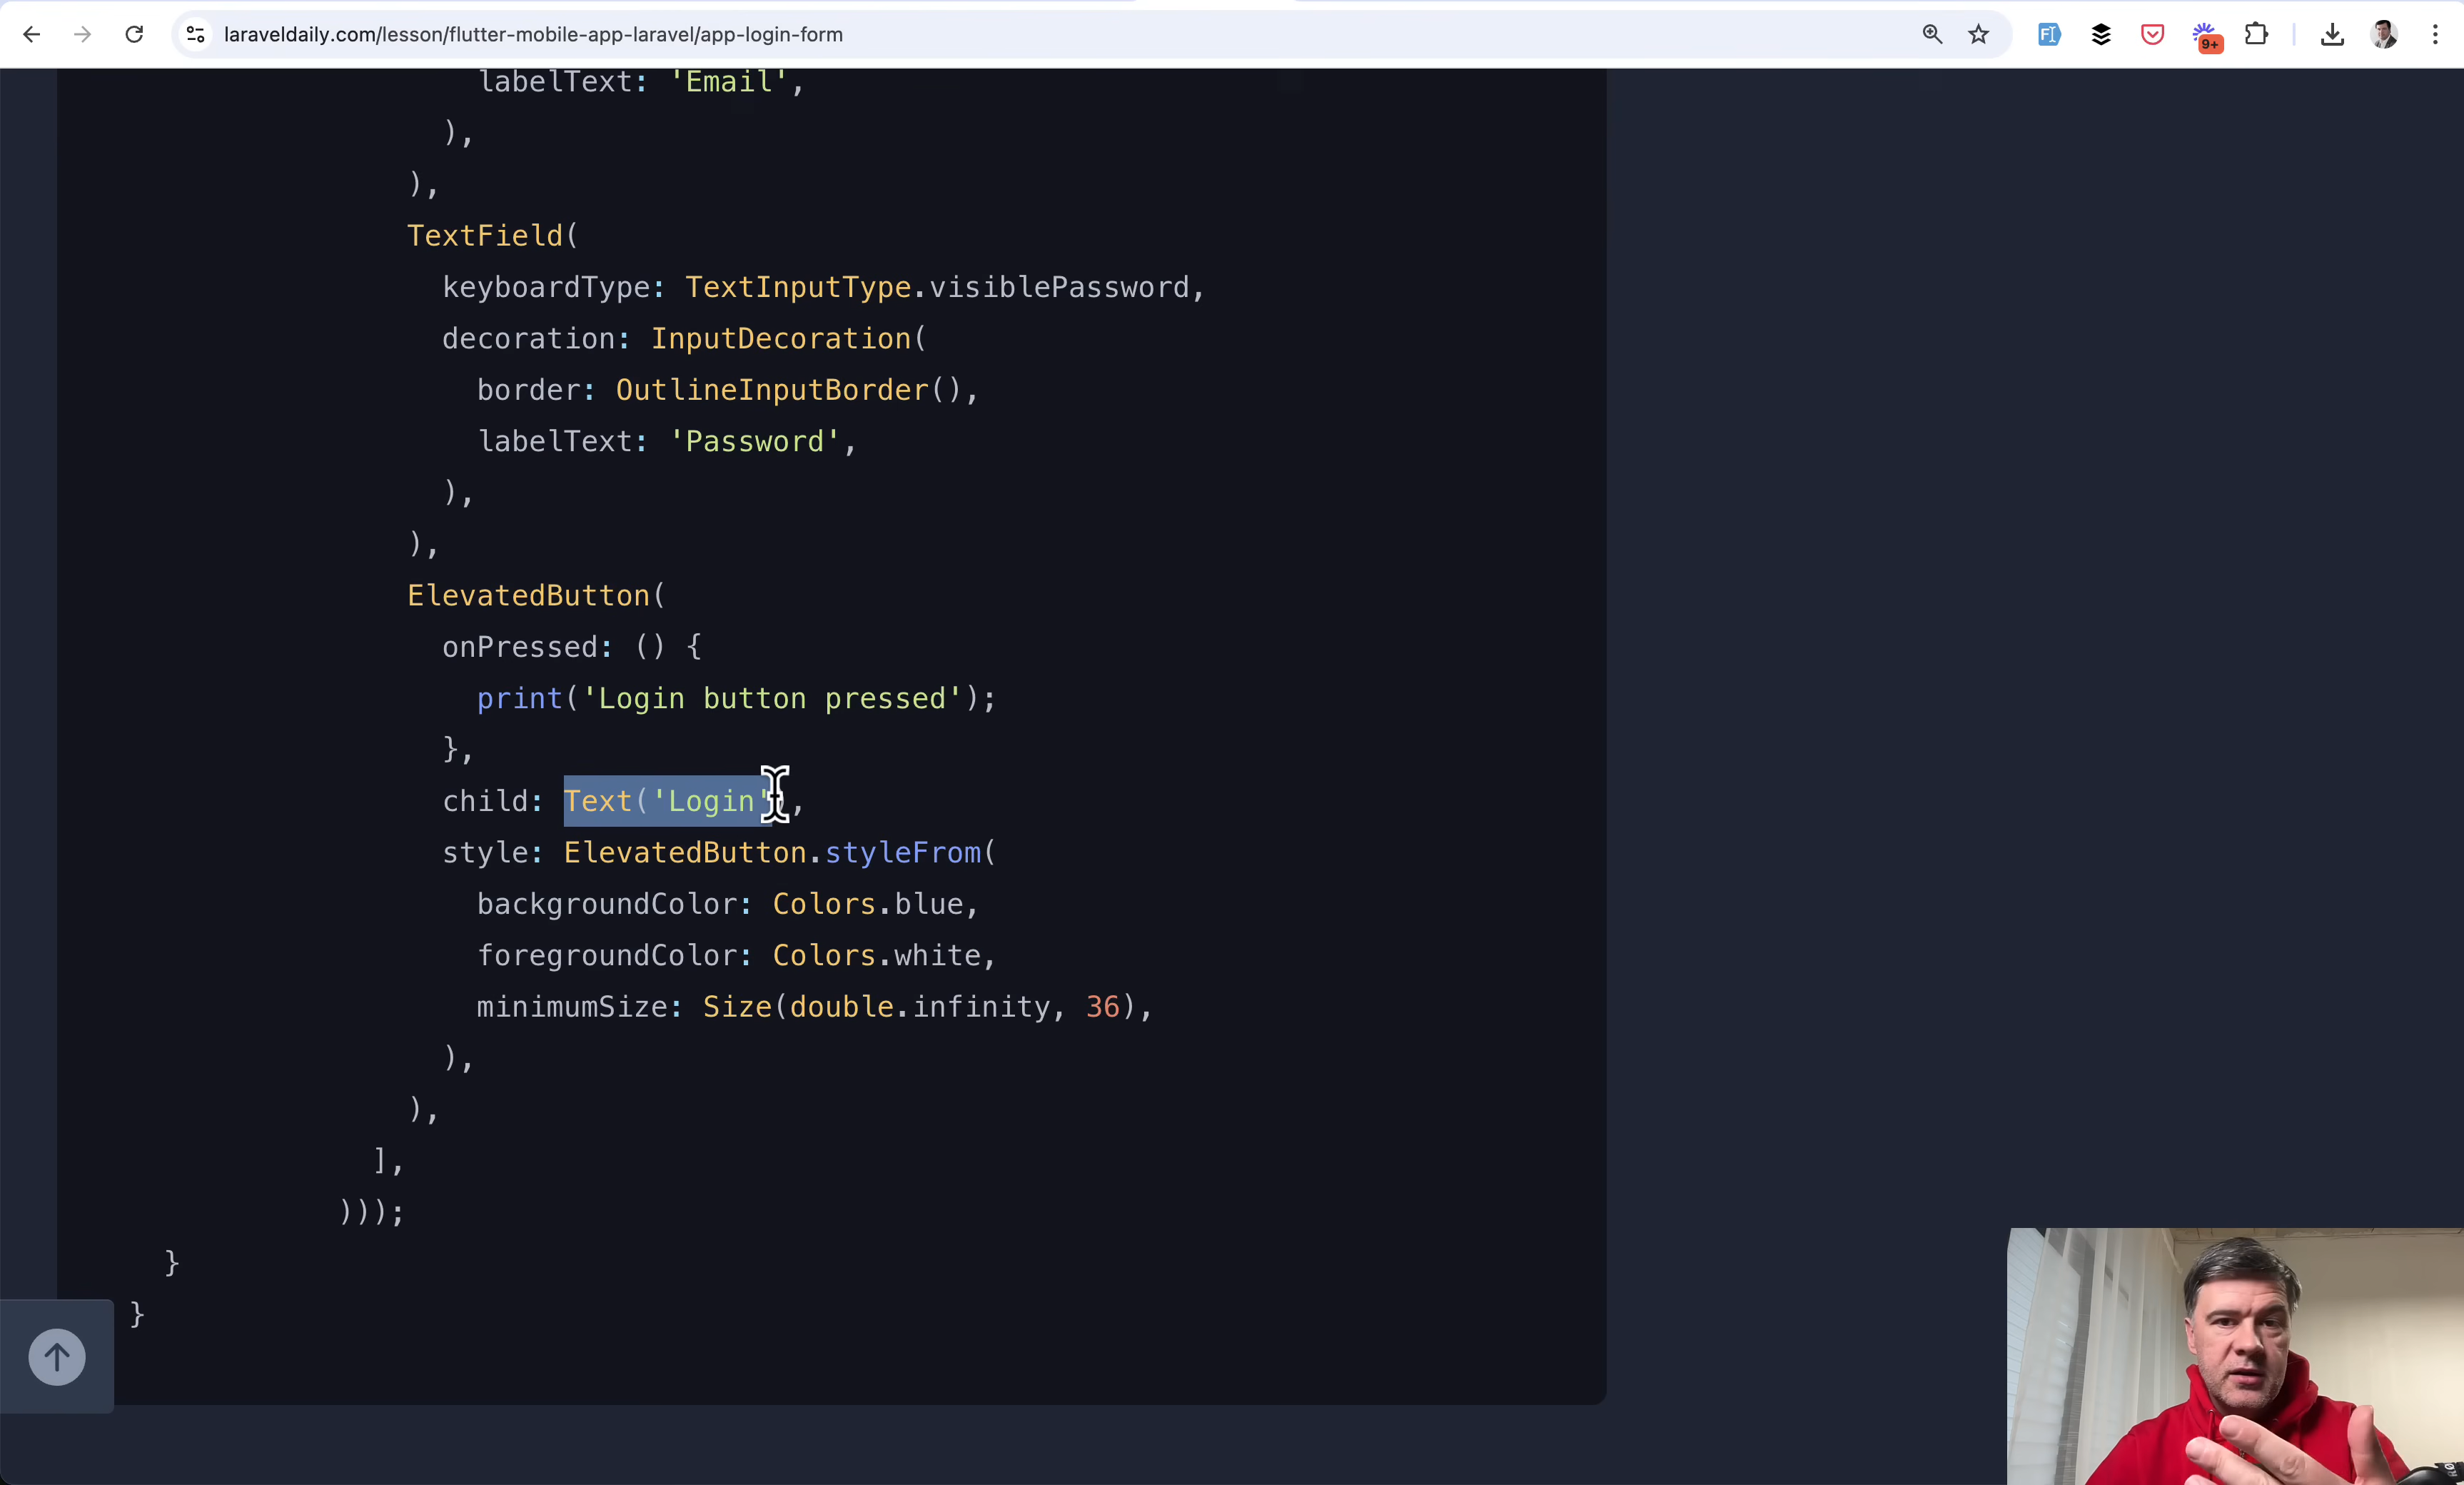 laraveldaily.com/lesson/flutter-mobile-app-laravel/app-login-form
9+
labelText: 'Email',
),
),
TextField(
keyboardType: TextInputType.visiblePassword,
decoration: InputDecoration(
border: OutlineInputBorder(),
labelText: 'Password',
),
),
ElevatedButton(
onPressed: () {
print('Login button pressed');
},
child: Text('Login'),
style: ElevatedButton.styleFrom(
backgroundColor: Colors.blue,
foregroundColor: Colors.white,
minimumSize: Size(double.infinity, 36),
),
),
],
)));
}
}